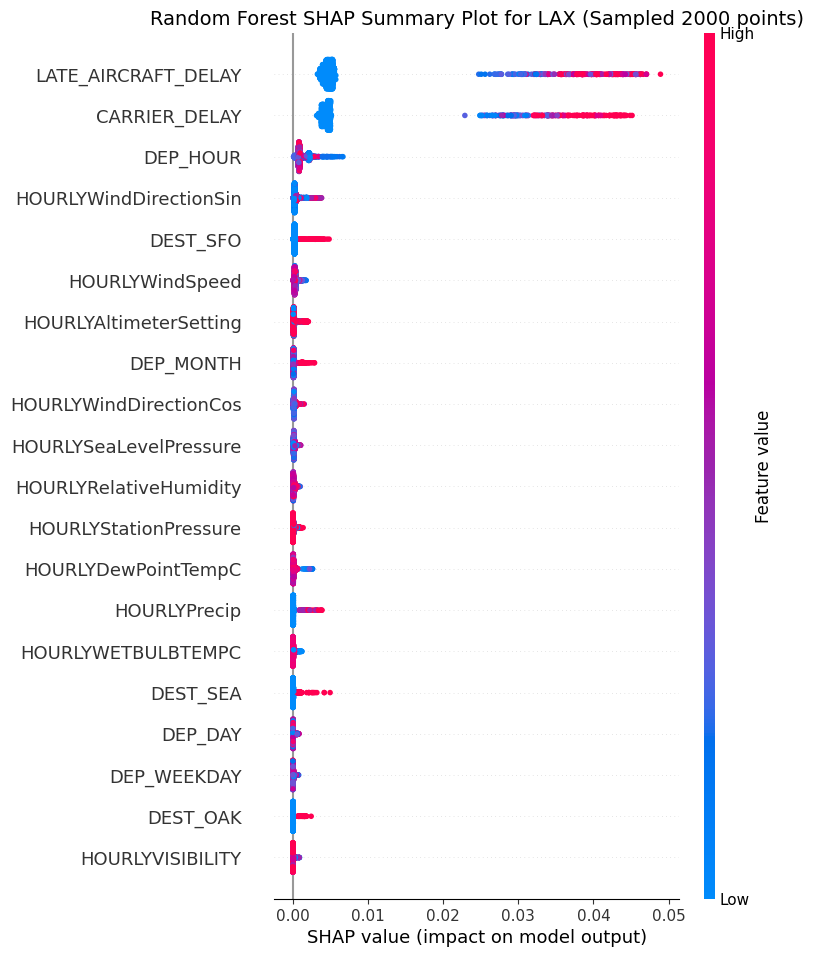 Random Forest SHAP Summary Plot for LAX (Sampled 2000 points)
High
LATE_AIRCRAFT_DELAY
CARRIER_DELAY
DEP_HOUR
HOURLYWindDirectionSin
DEST_SFO
HOURLYWindSpeed
HOURLYAltimeterSetting
DEP_MONTH
HOURLYWindDirectionCos
HOURLYSeaLevelPressure
HOURLYRelativeHumidity
HOURLYStationPressure
HOURLYDewPointTempC
HOURLYPrecip
HOURLYWETBULBTEMPC
DEST_SEA
DEP_DAY
DEP_WEEKDAY
DEST_OAK
HOURLYVISIBILITY
Feature value
Low
0.00 0.01 0.02 0.03 0.04 0.05
SHAP value (impact on model output)